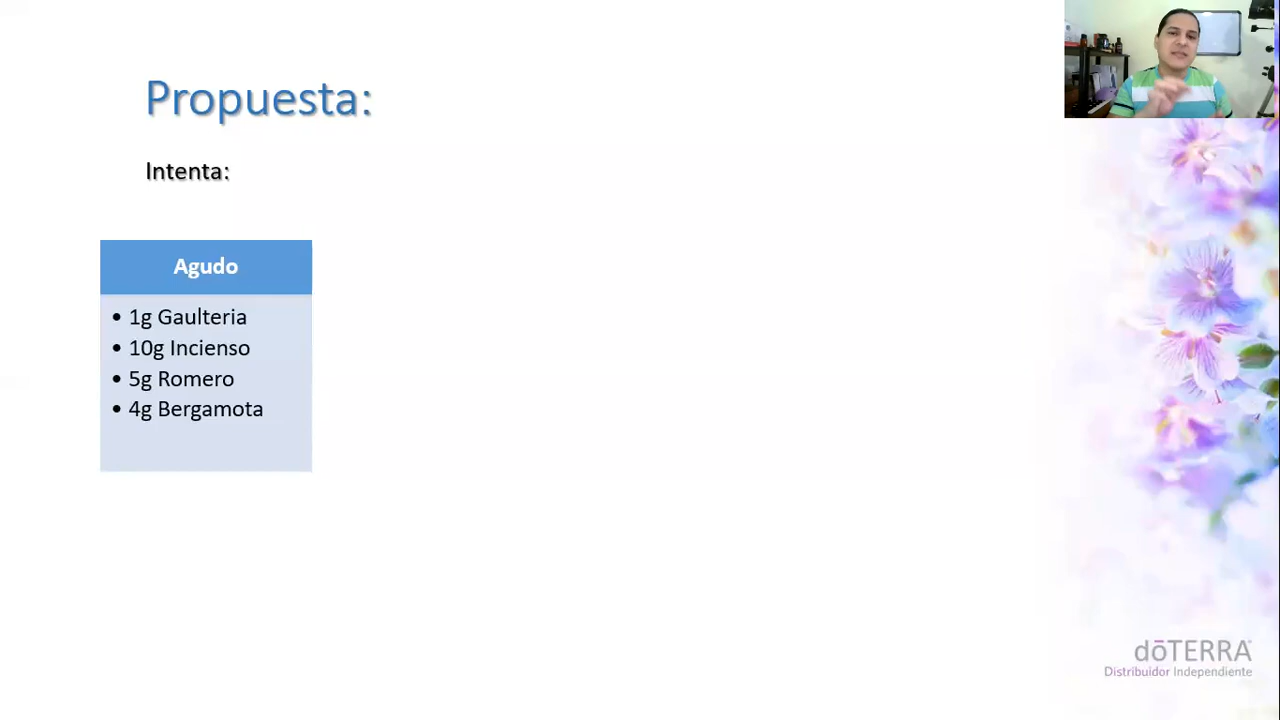 Propuesta:
Intenta:
Agudo
• 1g Gaulteria
• 10g Incienso
• 5g Romero
• 4g Bergamota
dōTERRA
Distribuidor Independiente